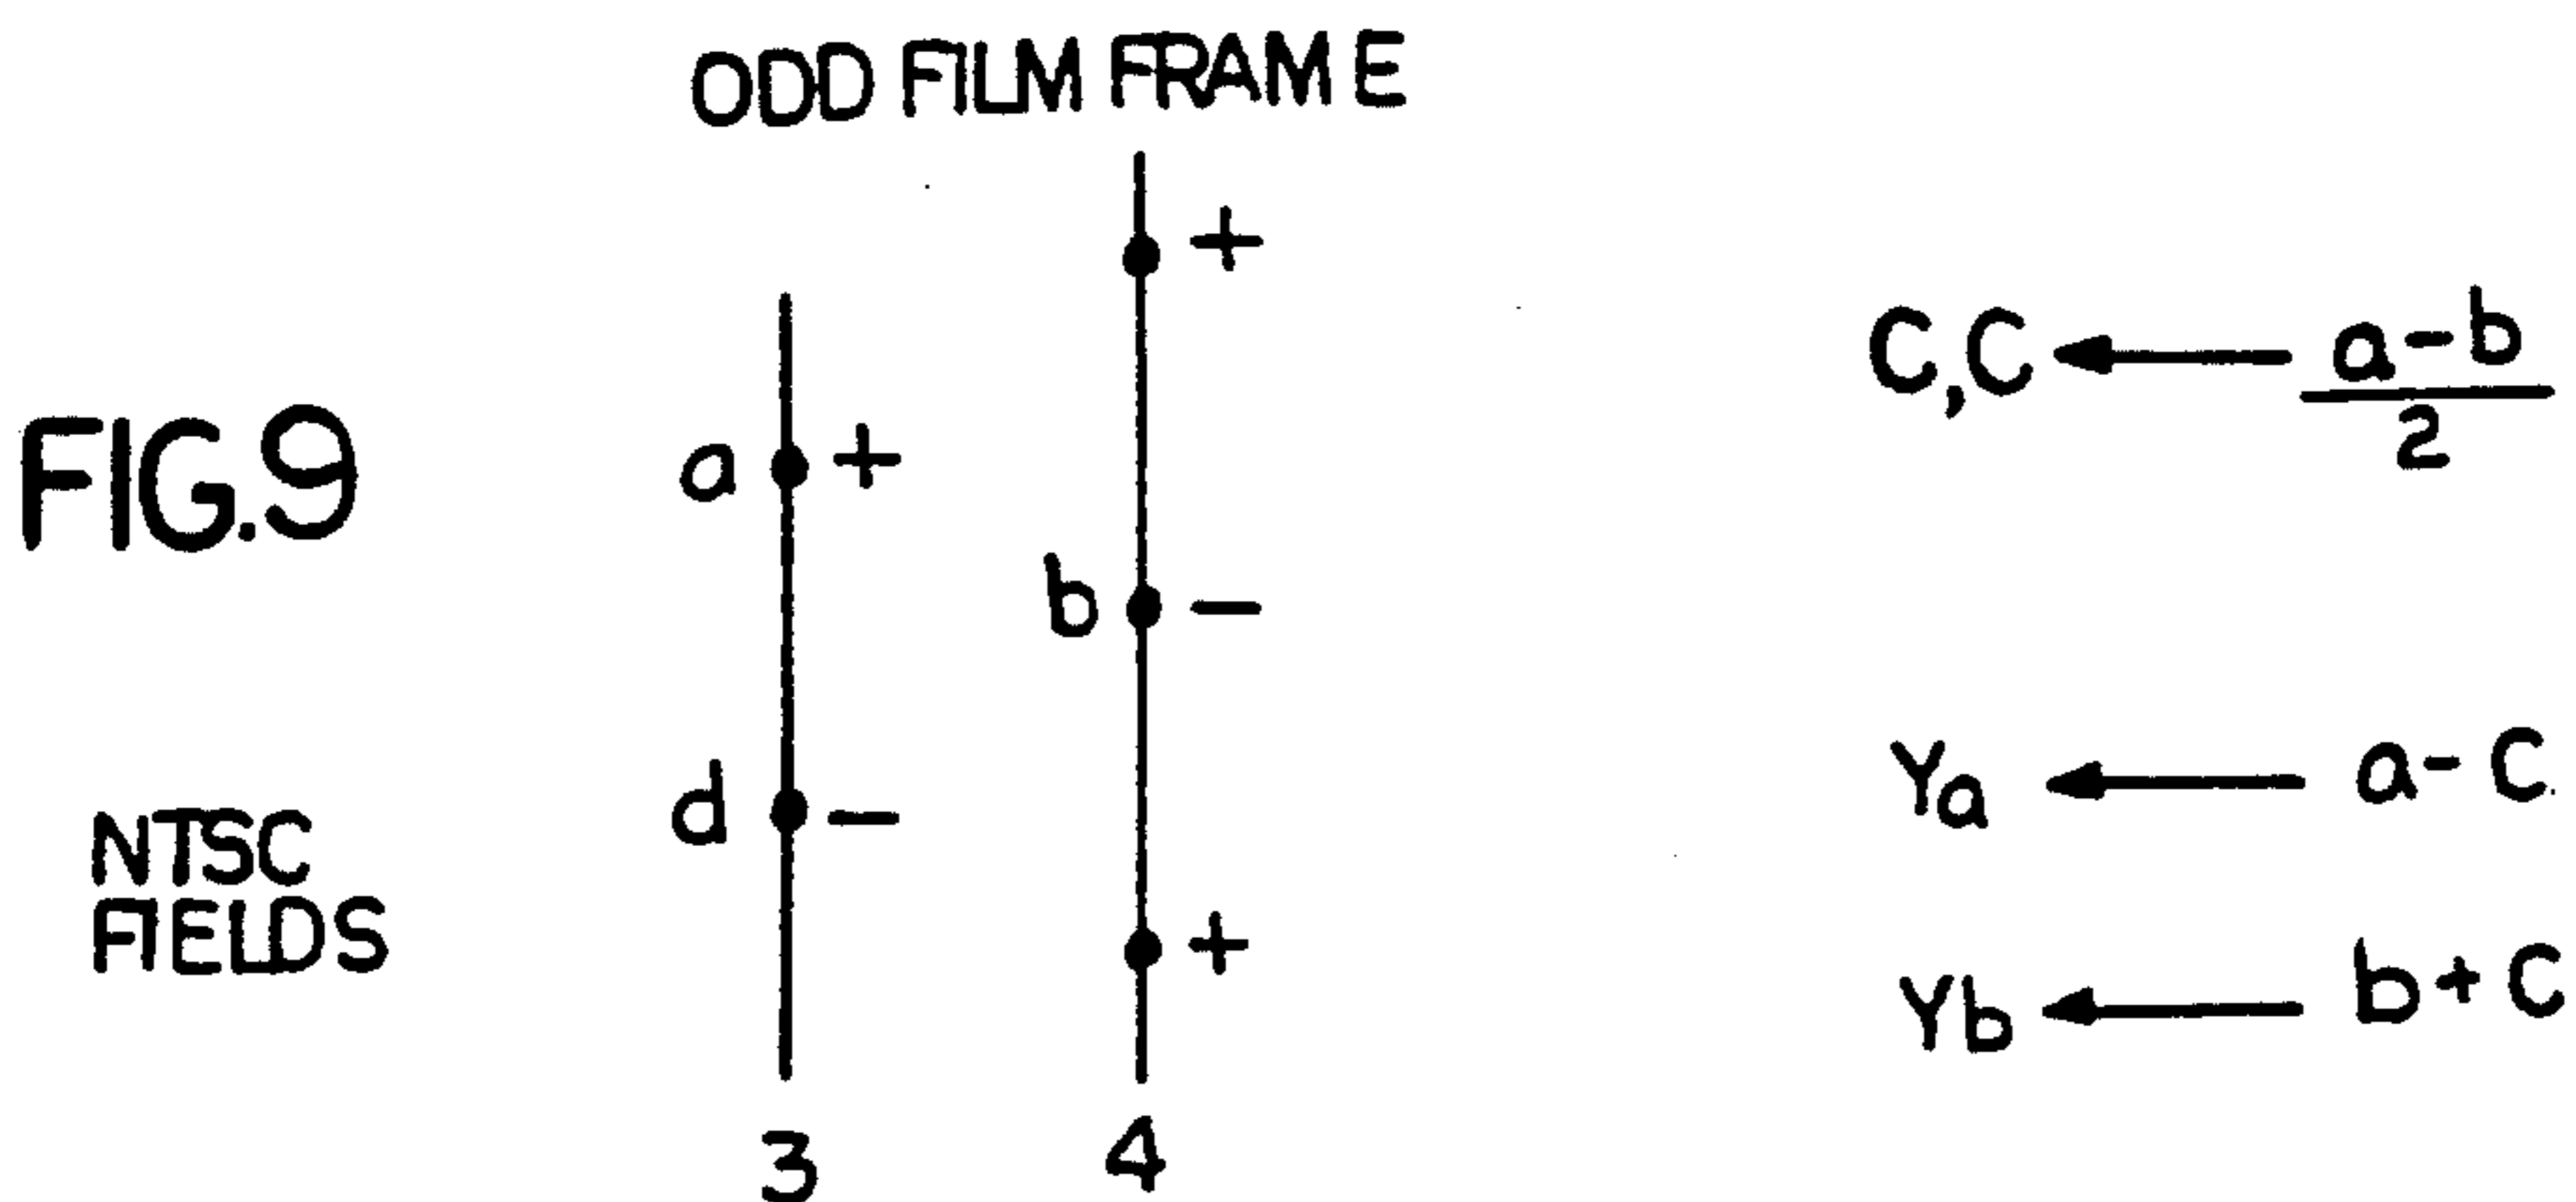 ODD FILM FRAME
+
C,C ← a-b
2
a +
FIG.9
b -
Ya ← a-C
d -
NTSC
FIELDS
+
Yb ← b+C
3 4